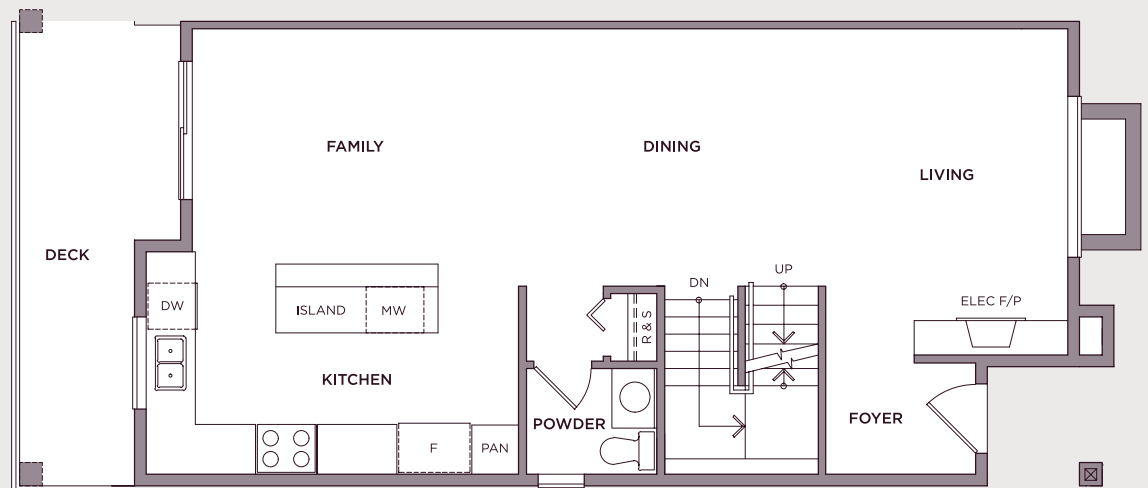 FAMILY
DINING
LIVING
DECK
DN
UP
DW
ISLAND
MW
R & S
ELEC F/P
KITCHEN
POWDER
FOYER
F
PAN